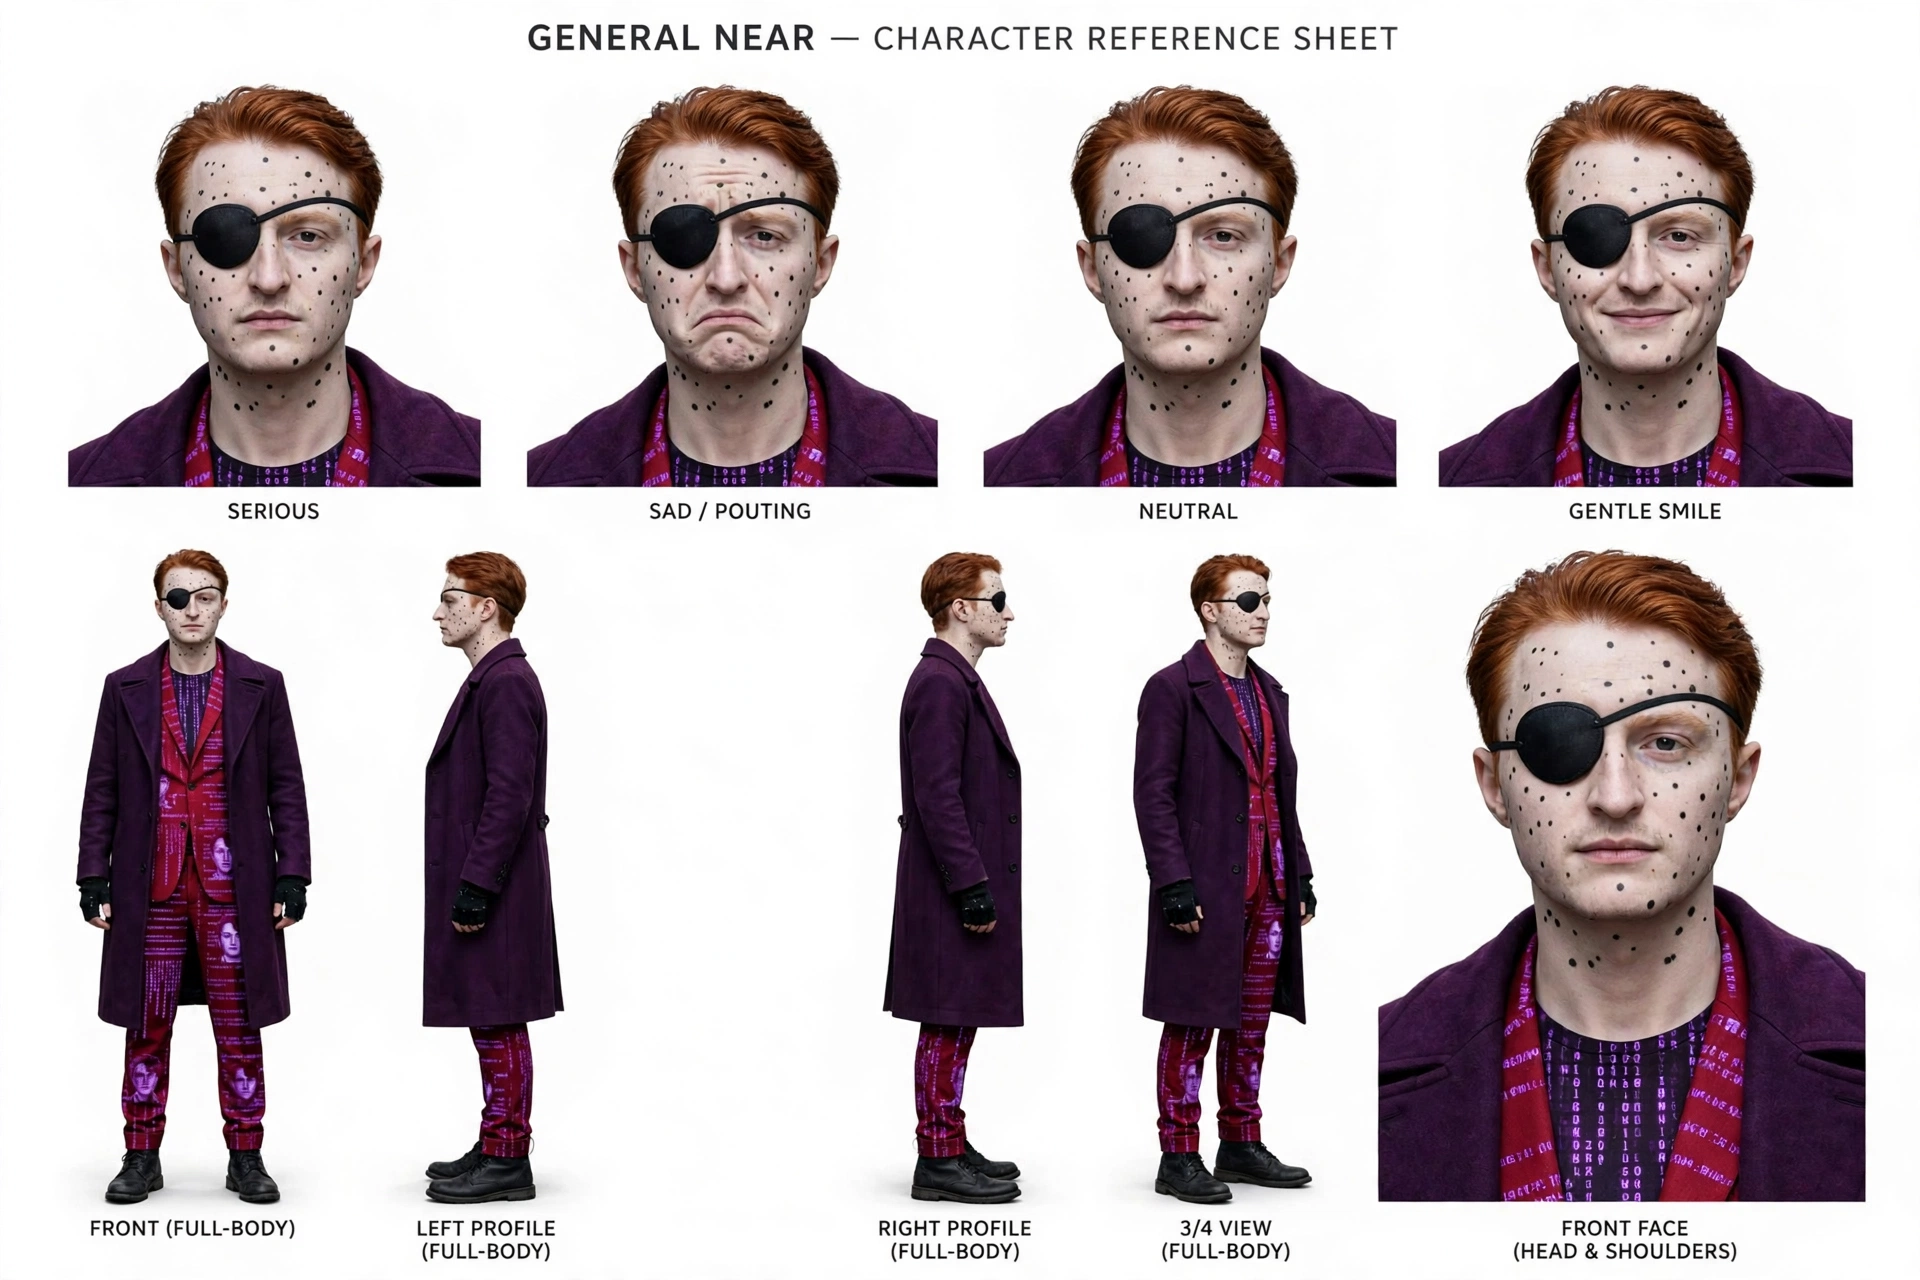 GENERAL NEAR — CHARACTER REFERENCE SHEET
SERIOUS
SAD / POUTING
NEUTRAL
GENTLE SMILE
FRONT (FULL-BODY)
LEFT PROFILE
(FULL-BODY)
RIGHT PROFILE
(FULL-BODY)
3/4 VIEW
(FULL-BODY)
FRONT FACE
(HEAD & SHOULDERS)